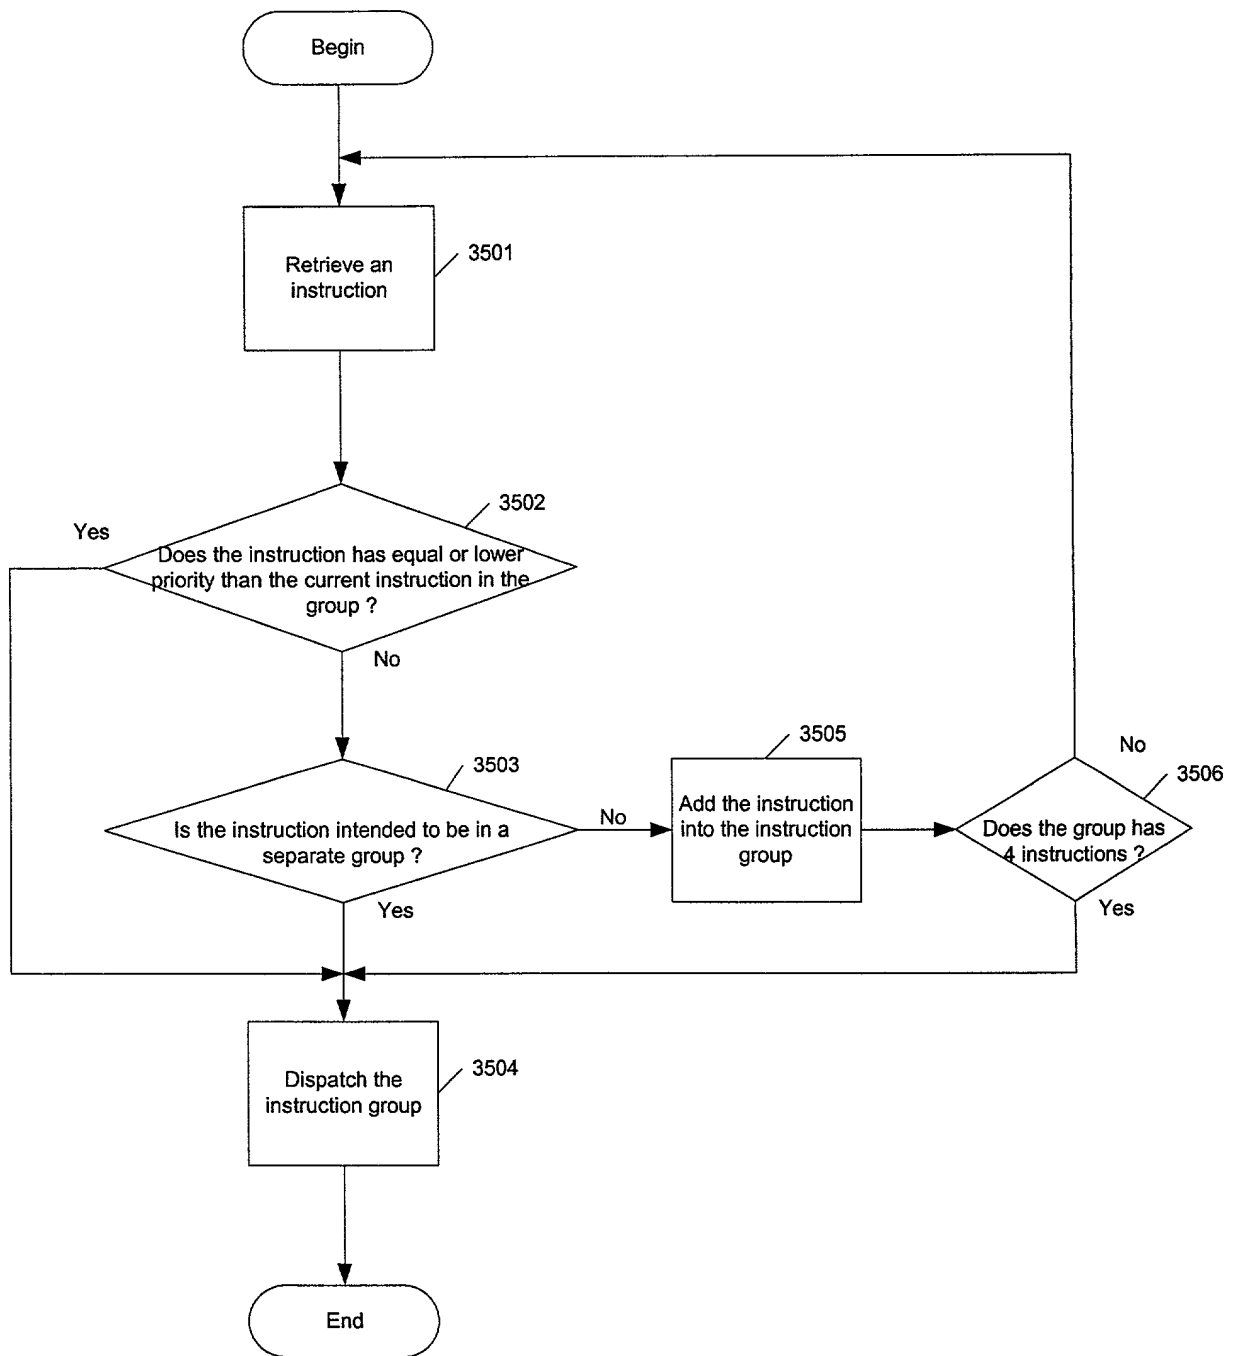 Begin
Retrieve an
instruction
3501
3502
Yes
Does the instruction has equal or lower
priority than the current instruction in the
group ?
No
3503
Is the instruction intended to be in a
separate group ?
No
Yes
3505
Add the instruction
into the instruction
group
No
3506
Does the group has
4 instructions ?
Yes
Dispatch the
instruction group
3504
End